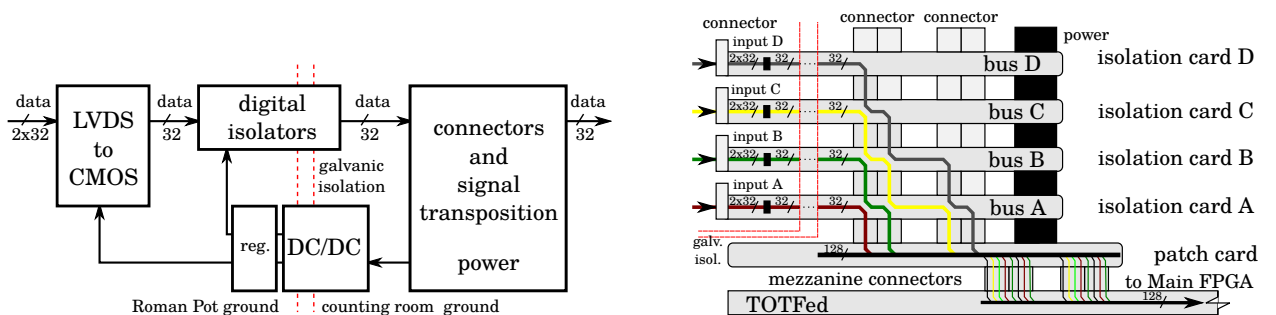 data
2x32
LVDS
to
CMOS
data
32
digital
isolators
data
32
galvanic
isolation
connectors
and
signal
transposition
power
data
32
reg.
DC/DC
Roman Pot ground
counting room ground
connector
connector connector
power
input D
2x32 32 32
bus D
isolation card D
input C
2x32 32 32
bus C
isolation card C
input B
2x32 32 32
bus B
isolation card B
input A
2x32 32 32
bus A
isolation card A
galv.
isol.
128
patch card
mezzanine connectors
to Main FPGA
TOTFed
128